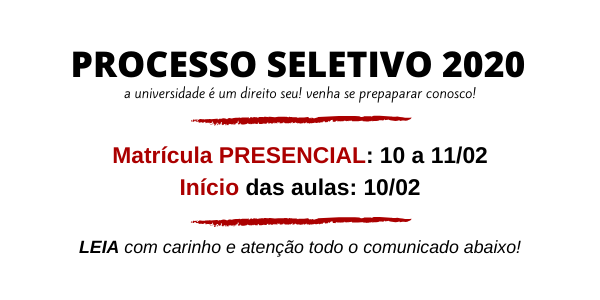 PROCESSO SELETIVO 2020
a universidade é um direito seu! venha se prepaparar conosco!
Matrícula PRESENCIAL: 10 a 11/02
Início das aulas: 10/02
LEIA com carinho e atenção todo o comunicado abaixo!